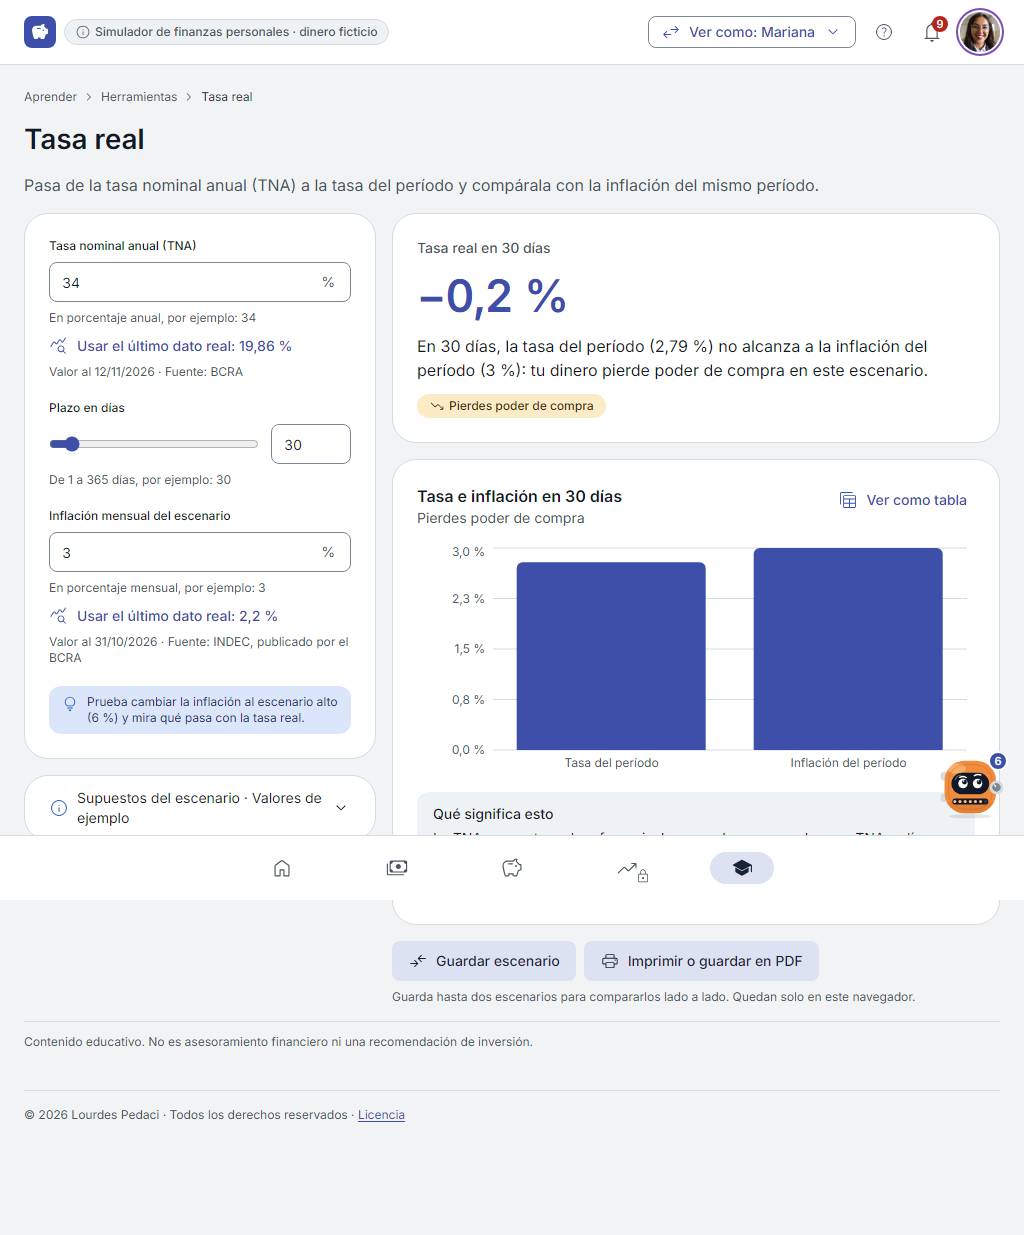 Simulador de finanzas personales · dinero ficticio
Ver como: Mariana
9
Aprender
Herramientas
Tasa real
Tasa real
Pasa de la tasa nominal anual (TNA) a la tasa del período y compárala con la inflación del mismo período.
Tasa nominal anual (TNA)
34
%
En porcentaje anual, por ejemplo: 34
Usar el último dato real: 19,86 %
Valor al 12/11/2026 · Fuente: BCRA
Plazo en días
30
De 1 a 365 días, por ejemplo: 30
Inflación mensual del escenario
3
%
En porcentaje mensual, por ejemplo: 3
Usar el último dato real: 2,2 %
Valor al 31/10/2026 · Fuente: INDEC, publicado por el
BCRA
Prueba cambiar la inflación al escenario alto
(6 %) y mira qué pasa con la tasa real.
Supuestos del escenario · Valores de
ejemplo
Tasa real en 30 días
−0,2 %
En 30 días, la tasa del período (2,79 %) no alcanza a la inflación del
período (3 %): tu dinero pierde poder de compra en este escenario.
Pierdes poder de compra
Tasa e inflación en 30 días
Pierdes poder de compra
Ver como tabla
3,0 %
2,3 %
1,5 %
0,8 %
0,0 %
Tasa del período
Inflación del período
6
Qué significa esto
Guardar escenario
Imprimir o guardar en PDF
Guarda hasta dos escenarios para compararlos lado a lado. Quedan solo en este navegador.
Contenido educativo. No es asesoramiento financiero ni una recomendación de inversión.
© 2026 Lourdes Pedaci · Todos los derechos reservados · Licencia